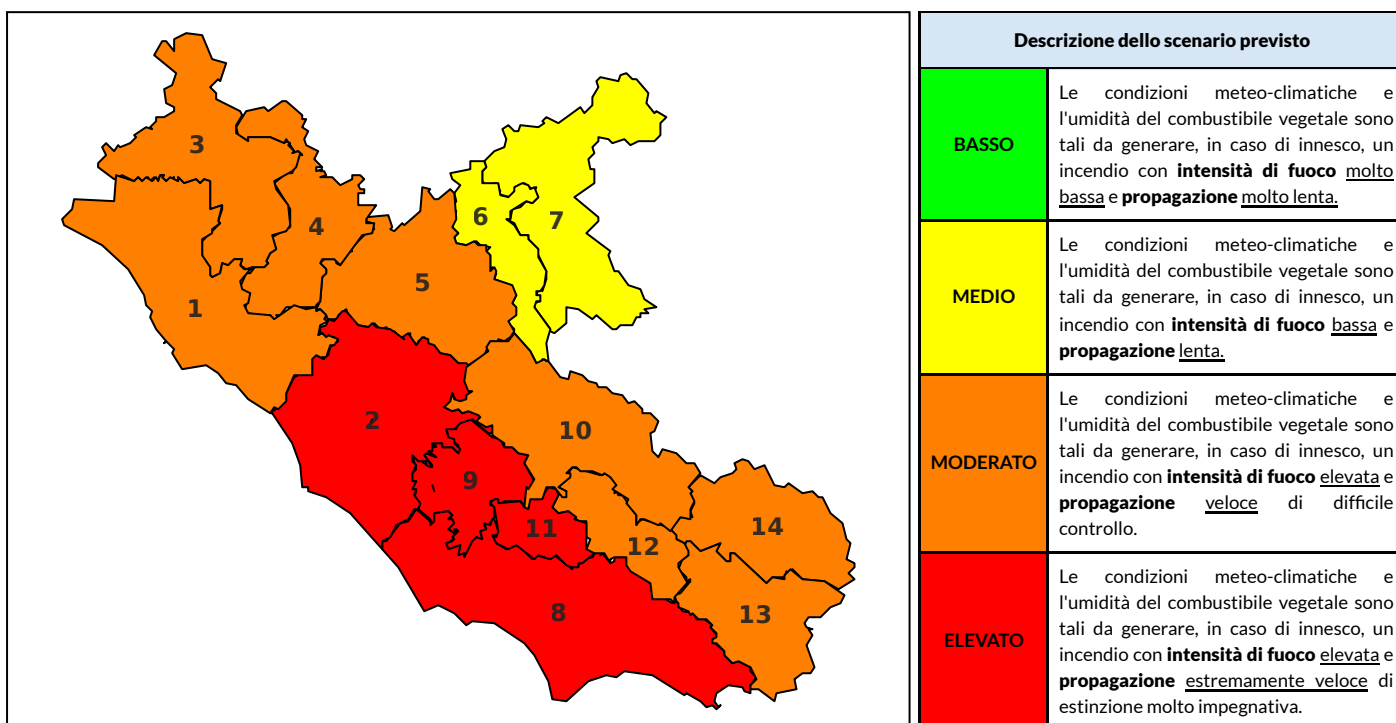 3
4
6
7
5
1
2
10
9
11
12
14
8
13
Descrizione dello scenario previsto
BASSO
Le condizioni meteo-climatiche e
l'umidità del combustibile vegetale sono
tali da generare, in caso di innesco, un
incendio con intensità di fuoco molto
bassa e propagazione molto lenta.
MEDIO
Le condizioni meteo-climatiche e
l'umidità del combustibile vegetale sono
tali da generare, in caso di innesco, un
incendio con intensità di fuoco bassa e
propagazione lenta.
MODERATO
Le condizioni meteo-climatiche e
l'umidità del combustibile vegetale sono
tali da generare, in caso di innesco, un
incendio con intensità di fuoco elevata e
propagazione veloce di difficile
controllo.
ELEVATO
Le condizioni meteo-climatiche e
l'umidità del combustibile vegetale sono
tali da generare, in caso di innesco, un
incendio con intensità di fuoco elevata e
propagazione estremamente veloce di
estinzione molto impegnativa.